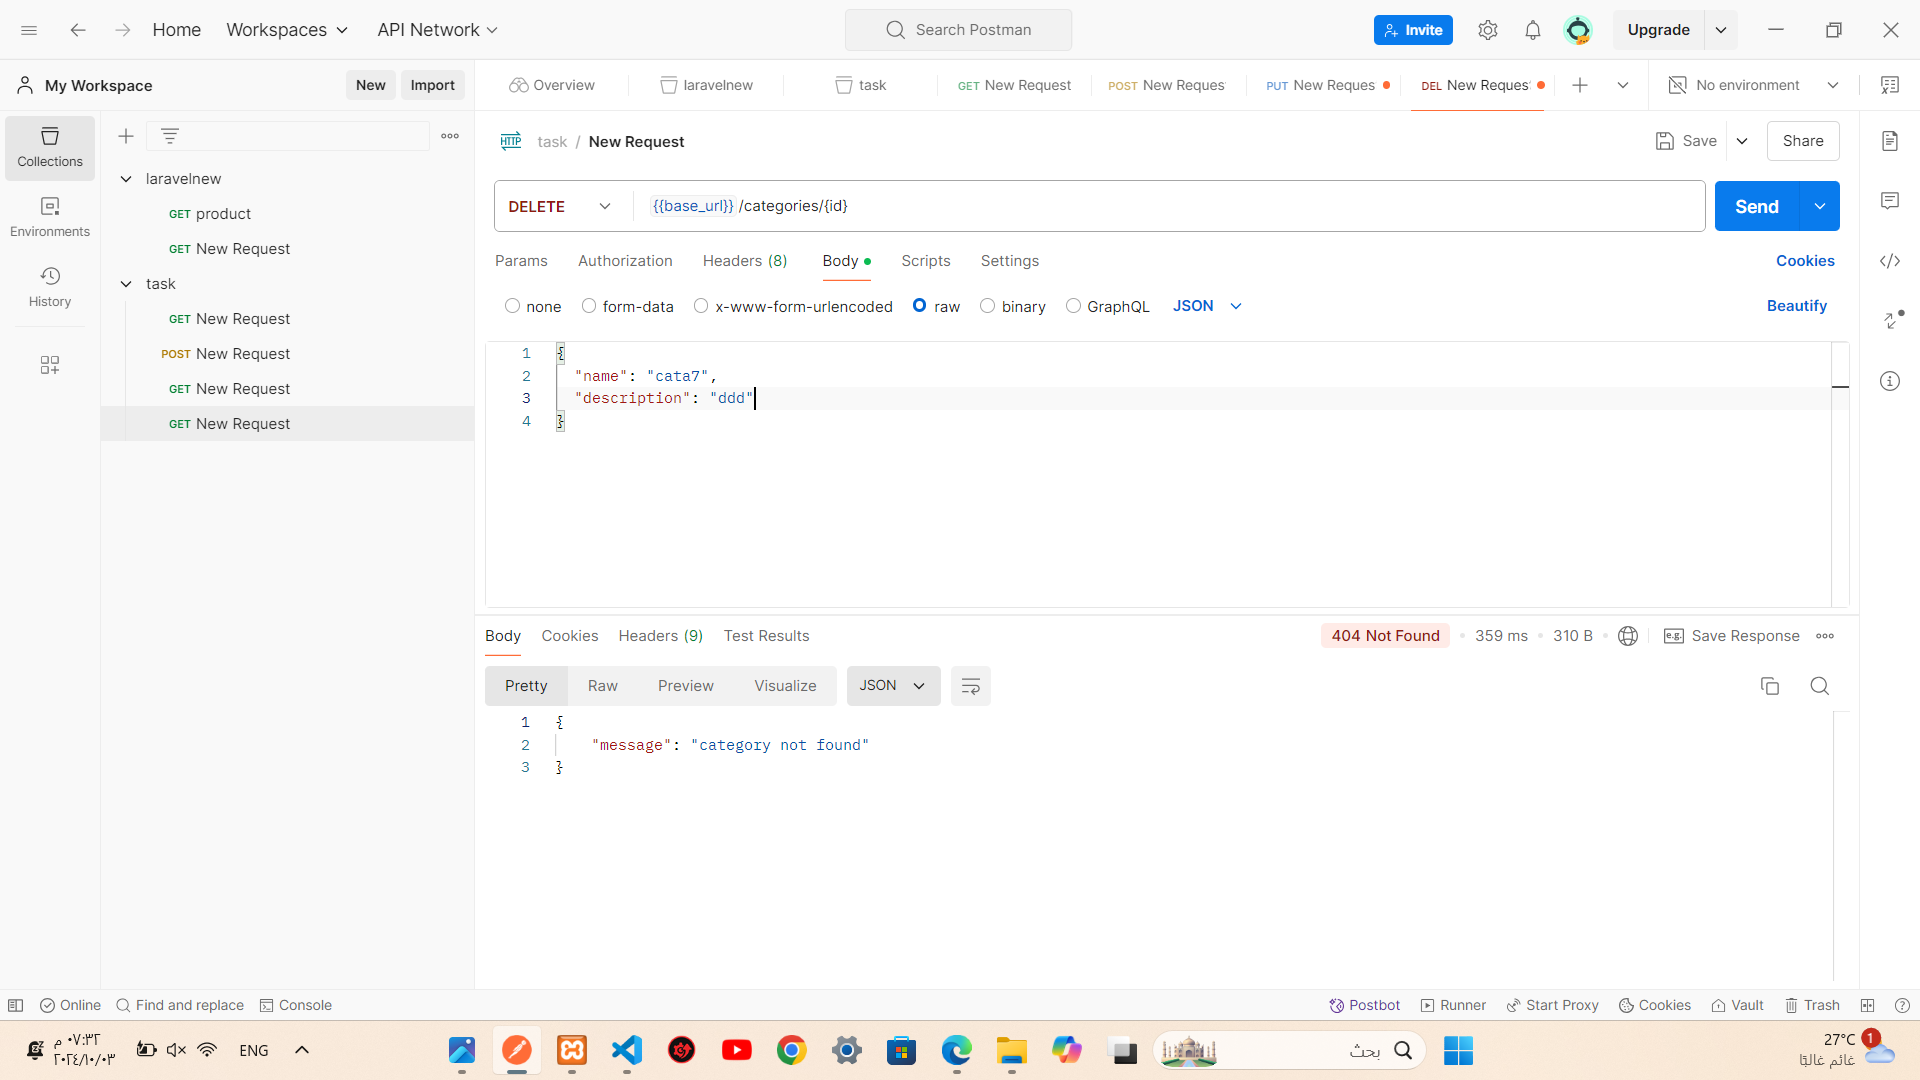 Home
Workspaces
API Network
Search Postman
Invite
Upgrade
My Workspace
New
Import
Overview
laravelnew
task
GET New Request
POST New Reques
PUT New Reques
DEL New Reques
No environment
Collections
Environments
History
laravelnew
GET product
GET New Request
task
GET New Request
POST New Request
GET New Request
GET New Request
HTTP
task / New Request
Save
Share
DELETE
{{base_url}}/categories/{id}
Send
Params
Authorization
Headers (8)
Body
Scripts
Settings
Cookies
none
form-data
x-www-form-urlencoded
raw
binary
GraphQL
JSON
Beautify
1 {
2 "name": "cata7",
3 "description": "ddd"
4 }
Body
Cookies
Headers (9)
Test Results
404 Not Found
359 ms
310 B
e.g.
Save Response
Pretty
Raw
Preview
Visualize
JSON
1 {
2 "message": "category not found"
3 }
Online
Find and replace
Console
Postbot
Runner
Start Proxy
Cookies
Vault
Trash
٠٧:٣٢ م
٢٠٢٤/١٠/٠٣
ENG
بحث
27°C
1
غائم غالبًا